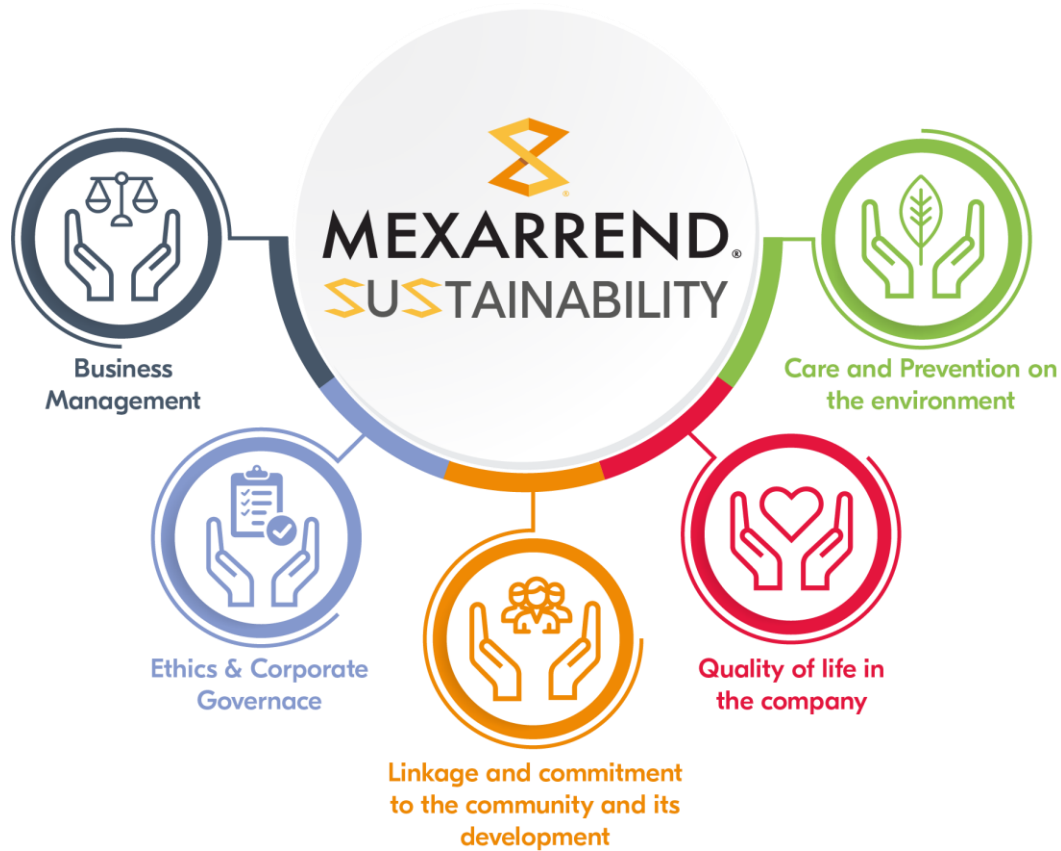 MEXARREND®
SUSTAINABILITY
Business
Management
Care and Prevention on
the environment
Ethics & Corporate
Governace
Quality of life in
the company
Linkage and commitment
to the community and its
development